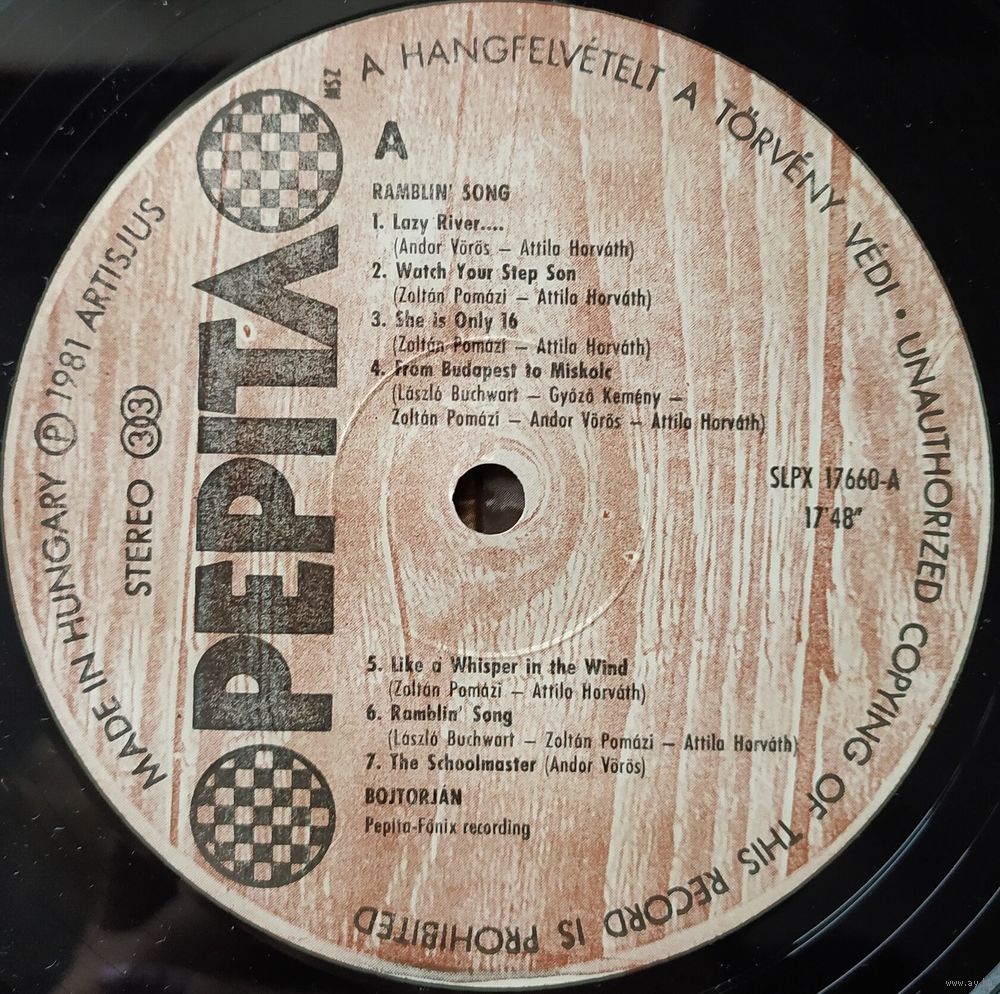 A HANGFELVÉTELT A TÖRVÉNY VÉDI • UNAUTHORIZED COPYING OF THIS RECORD IS PROHIBITED
MADE IN HUNGARY Ⓟ 1981 ARTISJUS
STEREO 33
PEPITA
MSZ
A
RAMBLIN' SONG
1. Lazy River....
(Andor Vörös – Attila Horváth)
2. Watch Your Step Son
(Zoltán Pomázi – Attila Horváth)
3. She is Only 16
(Zoltán Pomázi – Attila Horváth)
4. From Budapest to Miskolc
(László Buchwart – Győző Kemény –
Zoltán Pomázi – Andor Vörös – Attila Horváth)
SLPX 17660-A
17'48"
5. Like a Whisper in the Wind
(Zoltán Pomázi – Attila Horváth)
6. Ramblin' Song
(László Buchwart – Zoltán Pomázi – Attila Horváth)
7. The Schoolmaster (Andor Vörös)
BOJTORJÁN
Pepita-Főnix recording